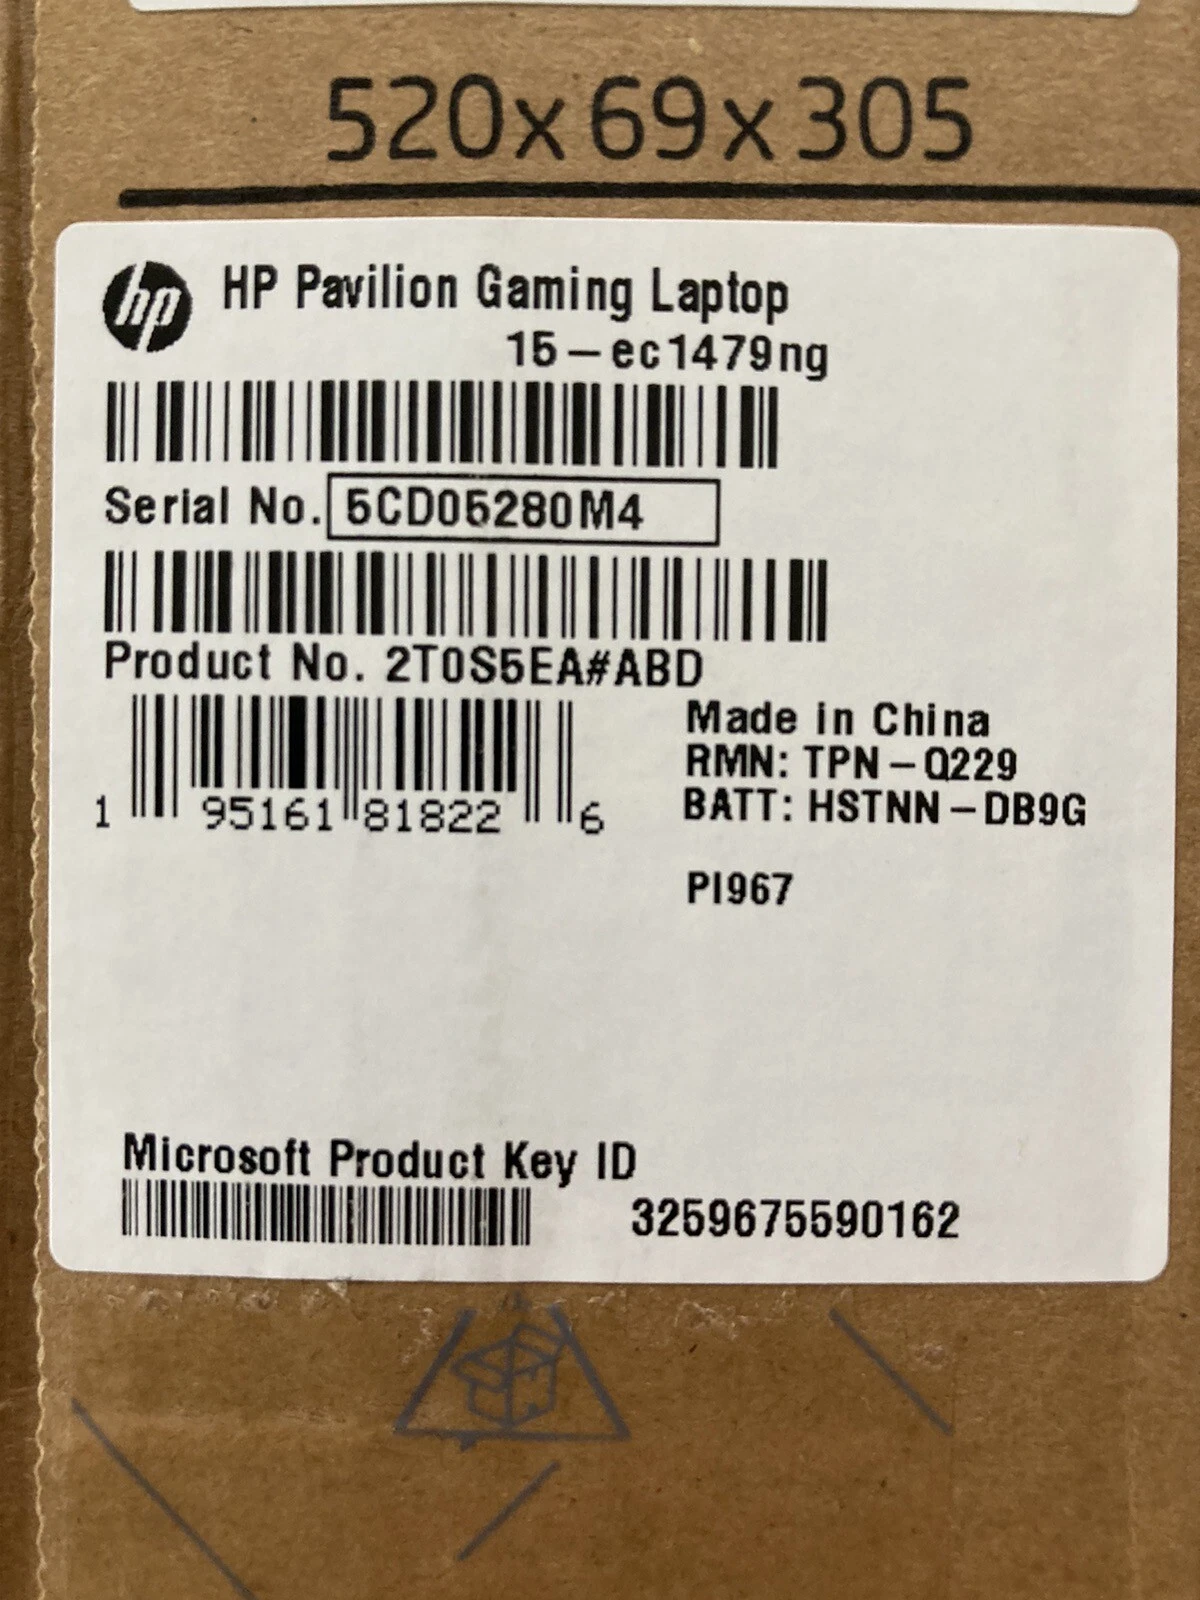 520x69x305
hp HP Pavilion Gaming Laptop
15-ec1479ng
Serial No. 5CD05280M4
Product No. 2T0S5EA#ABD
1 95161 81822 6
Made in China
RMN: TPN-Q229
BATT: HSTNN-DB9G
PI967
Microsoft Product Key ID
3259675590162